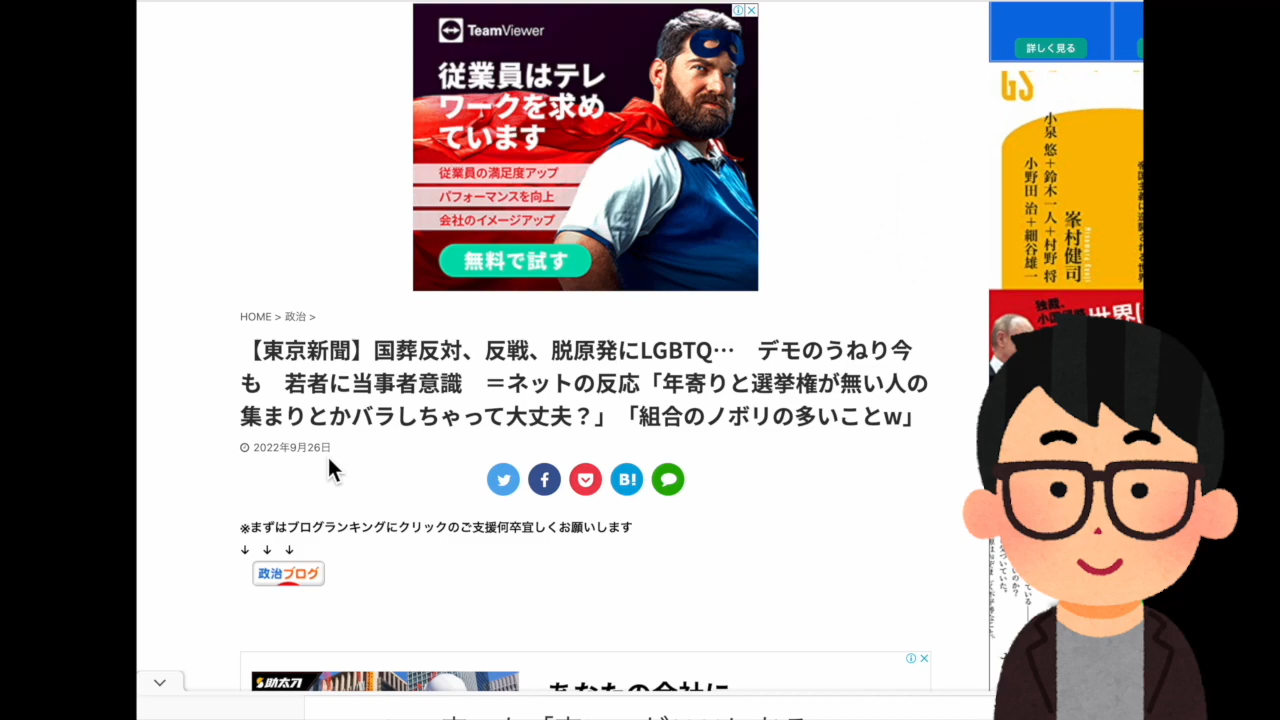 TeamViewer
従業員はテレ
ワークを求め
ています
従業員の満足度アップ
パフォーマンスを向上
会社のイメージアップ
無料で試す
詳しく見る
小泉 悠+鈴木一人+村野 将
小野田 治+細谷雄一
峯村健司
HOME > 政治 >
【東京新聞】国葬反対、反戦、脱原発にLGBTQ… デモのうねり今
も 若者に当事者意識 ＝ネットの反応「年寄りと選挙権が無い人の
集まりとかバラしちゃって大丈夫？」「組合のノボリの多いことw」
2022年9月26日
B!
※まずはブログランキングにクリックのご支援何卒宜しくお願いします
↓ ↓ ↓
政治ブログ
助太刀
独裁、
世界